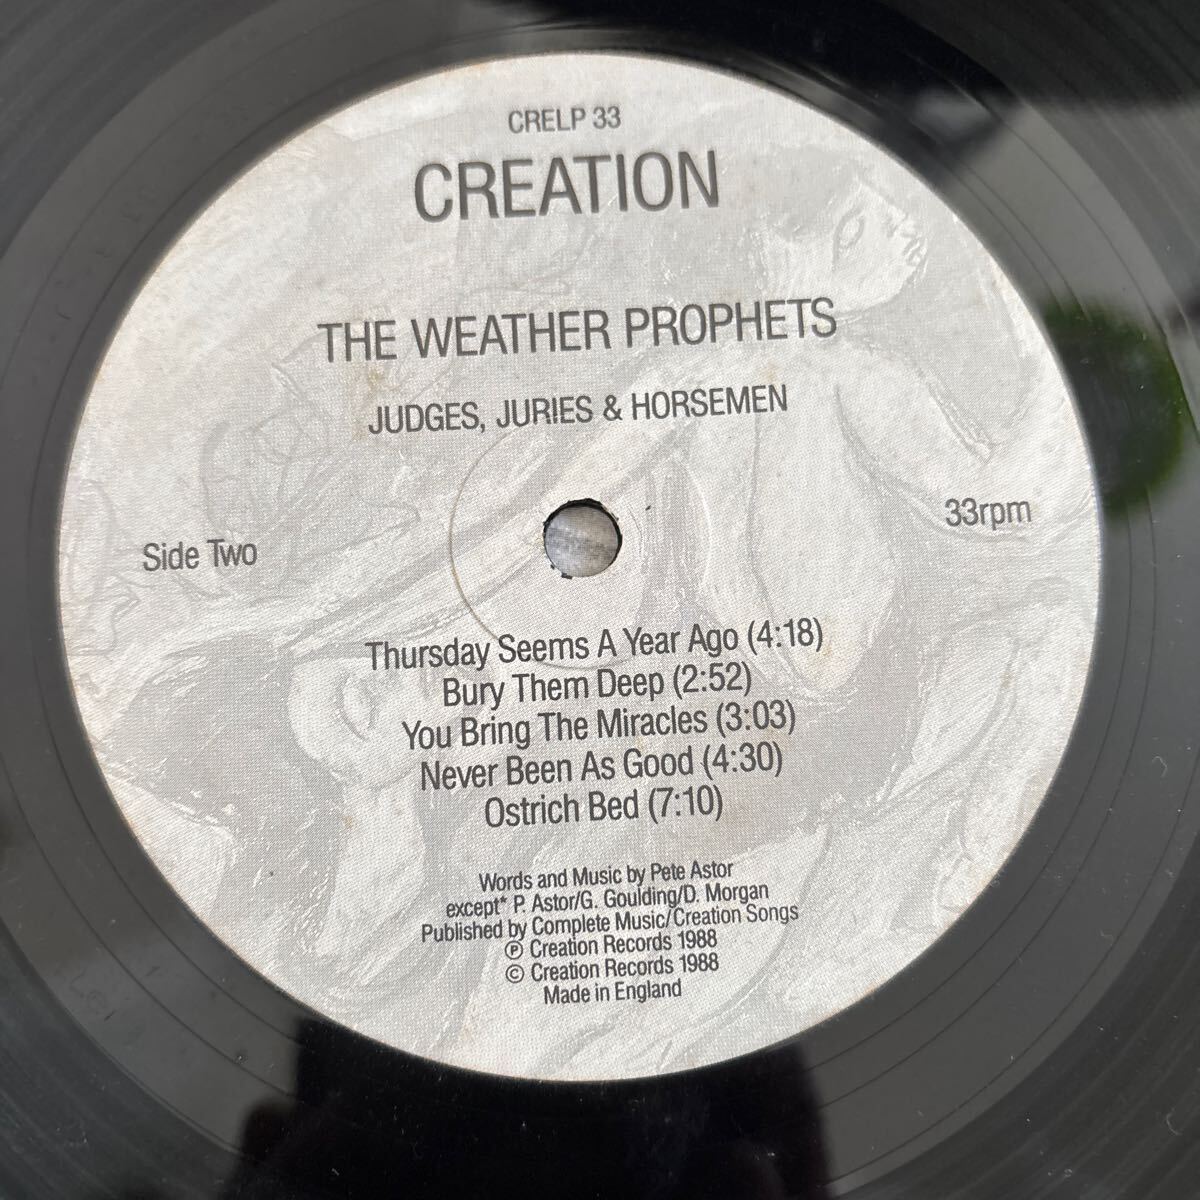 CRELP 33
CREATION
THE WEATHER PROPHETS
JUDGES, JURIES & HORSEMEN
Side Two
33rpm
Thursday Seems A Year Ago (4:18)
Bury Them Deep (2:52)
You Bring The Miracles (3:03)
Never Been As Good (4:30)
Ostrich Bed (7:10)
Words and Music by Pete Astor
except* P. Astor/G. Goulding/D. Morgan
Published by Complete Music/Creation Songs
℗ Creation Records 1988
© Creation Records 1988
Made in England